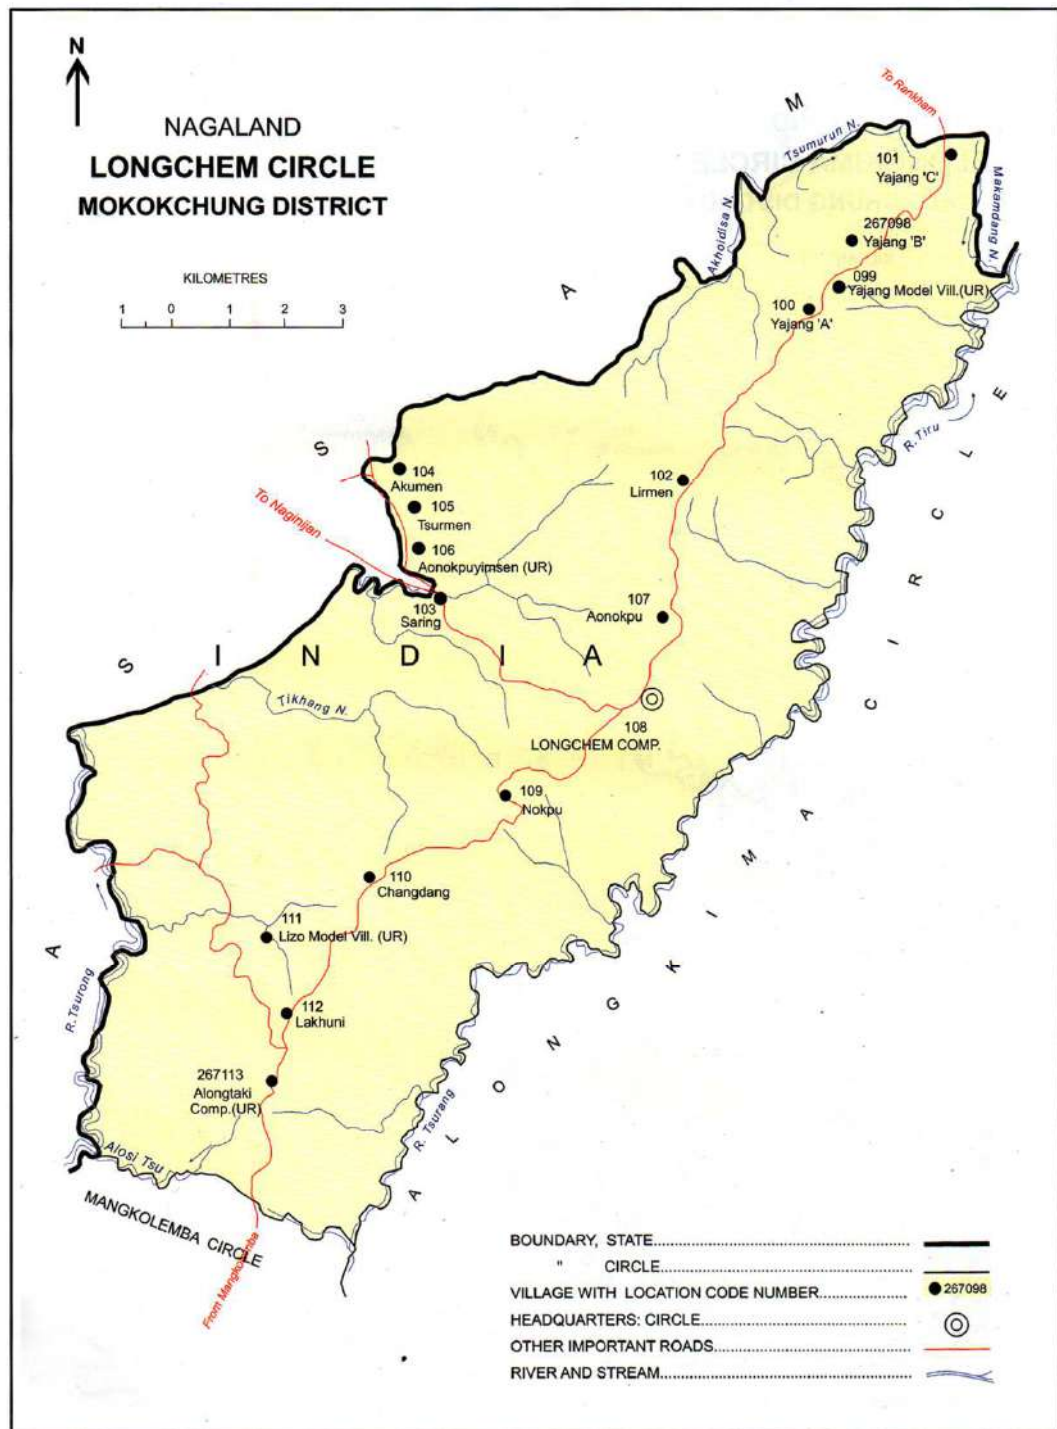 N
NAGALAND
LONGCHEM CIRCLE
MOKOKCHUNG DISTRICT
KILOMETRES
1 0 1 2 3
To Rankham
Tsumurun N.
Akhoidisa N.
Makamdang N.
101
Yajang 'C'
267098
Yajang 'B'
099
Yajang Model Vill.(UR)
100
Yajang 'A'
R.Tiru
102
Lirmen
104
Akumen
105
Tsurmen
106
Aonokpuyimsen (UR)
To Naginijan
103
Saring
107
Aonokpu
ASSAM
INDIA
Tikhang N.
108
LONGCHEM COMP.
109
Nokpu
110
Changdang
111
Lizo Model Vill. (UR)
112
Lakhuni
267113
Alongtaki
Comp.(UR)
R.Tsurong
R. Tsurang
Alosi Tsu
ALONGKIMA CIRCLE
MANGKOLEMBA CIRCLE
From Mangkolemba
BOUNDARY, STATE
" CIRCLE
VILLAGE WITH LOCATION CODE NUMBER 267098
HEADQUARTERS: CIRCLE
OTHER IMPORTANT ROADS
RIVER AND STREAM